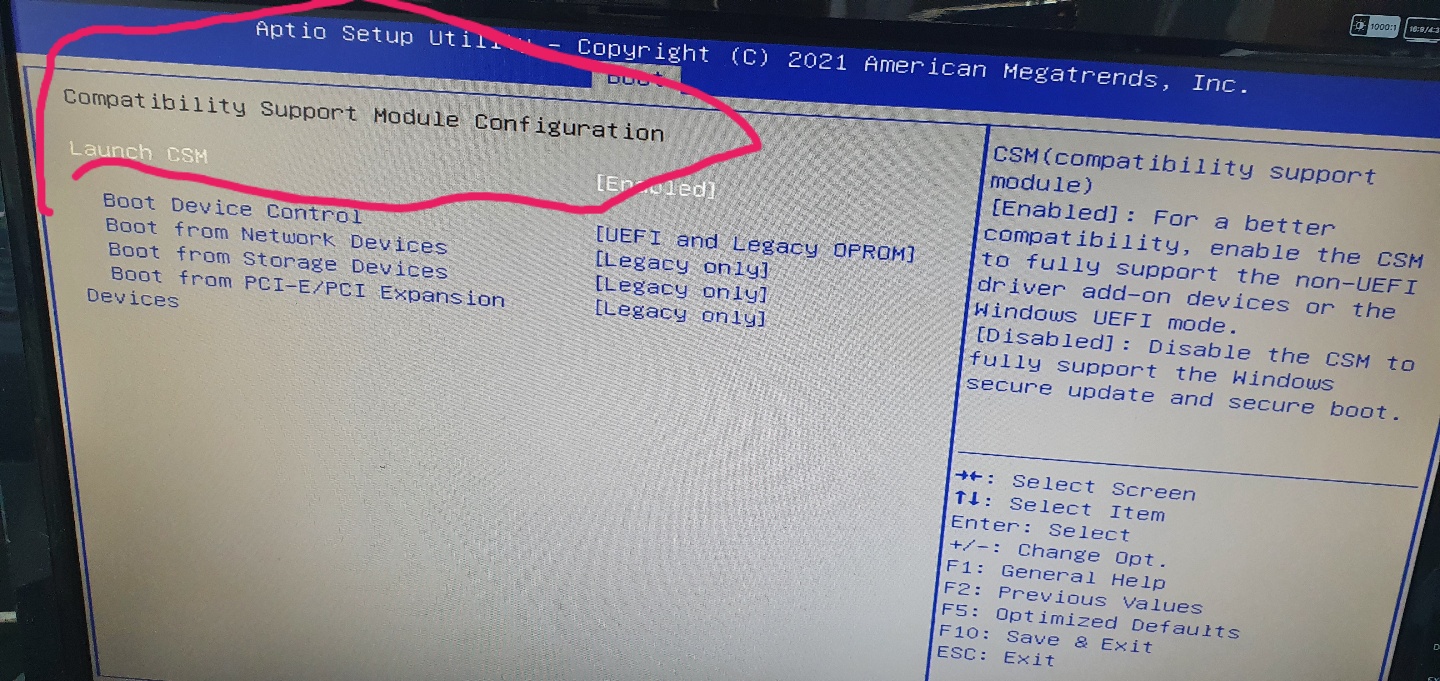 1000:1 16:9/4:3
Aptio Setup Utility - Copyright (C) 2021 American Megatrends, Inc.
Boot
Compatibility Support Module Configuration
Launch CSM [Enabled]
Boot Device Control [UEFI and Legacy OPROM]
Boot from Network Devices [Legacy only]
Boot from Storage Devices [Legacy only]
Boot from PCI-E/PCI Expansion [Legacy only]
Devices
CSM(compatibility support
module)
[Enabled]: For a better
compatibility, enable the CSM
to fully support the non-UEFI
driver add-on devices or the
Windows UEFI mode.
[Disabled]: Disable the CSM to
fully support the Windows
secure update and secure boot.
→←: Select Screen
↑↓: Select Item
Enter: Select
+/-: Change Opt.
F1: General Help
F2: Previous Values
F5: Optimized Defaults
F10: Save & Exit
ESC: Exit